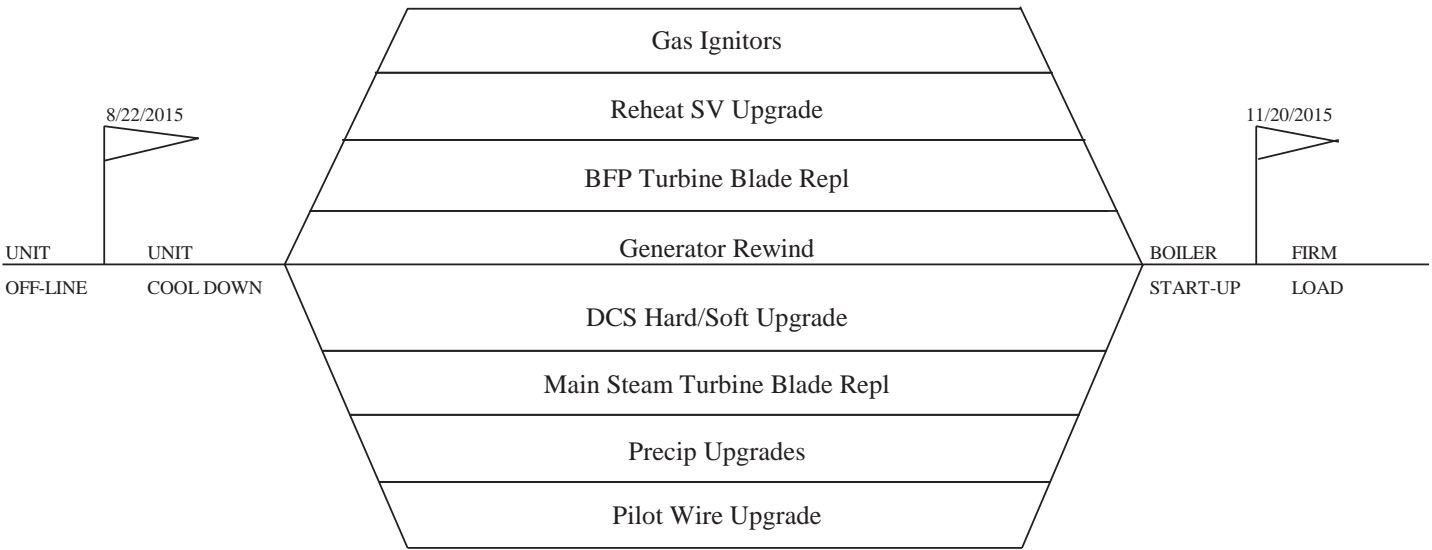 Gas Ignitors
Reheat SV Upgrade
8/22/2015
11/20/2015
BFP Turbine Blade Repl
UNIT
UNIT
Generator Rewind
BOILER
FIRM
OFF-LINE
COOL DOWN
START-UP
LOAD
DCS Hard/Soft Upgrade
Main Steam Turbine Blade Repl
Precip Upgrades
Pilot Wire Upgrade